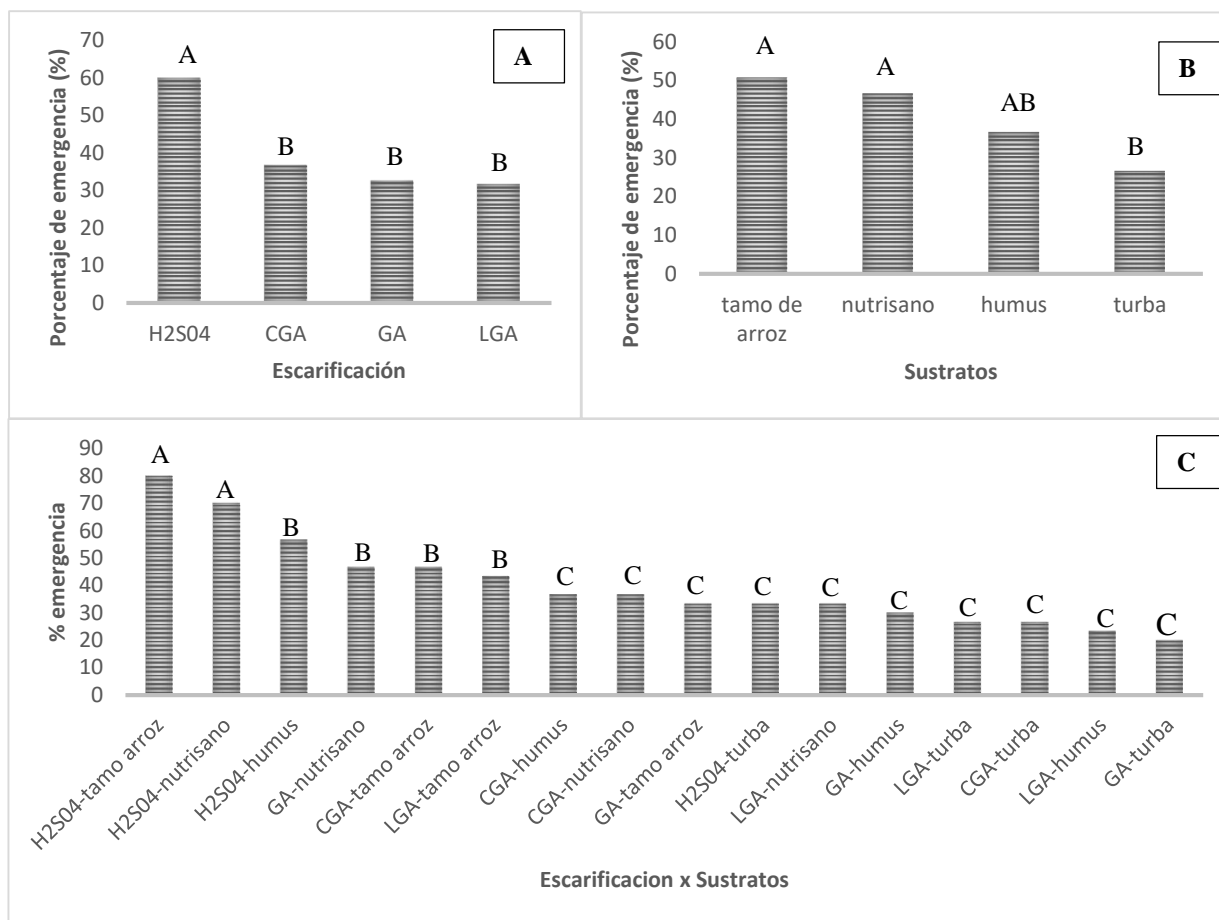 Porcentaje de emergencia (%)
70
60
50
40
30
20
10
0
A
B
B
B
A
H2S04
CGA
GA
LGA
Escarificación
Porcentaje de emergencia (%)
60
50
40
30
20
10
0
A
A
AB
B
B
tamo de
arroz
nutrisano
humus
turba
Sustratos
% emergencia
90
80
70
60
50
40
30
20
10
0
A
A
B
B
B
B
C
C
C
C
C
C
C
C
C
C
C
H2S04-tamo arroz
H2S04-nutrisano
H2S04-humus
GA-nutrisano
CGA-tamo arroz
LGA-tamo arroz
CGA-humus
CGA-nutrisano
GA-tamo arroz
H2S04-turba
LGA-nutrisano
GA-humus
LGA-turba
CGA-turba
LGA-humus
GA-turba
Escarificacion x Sustratos